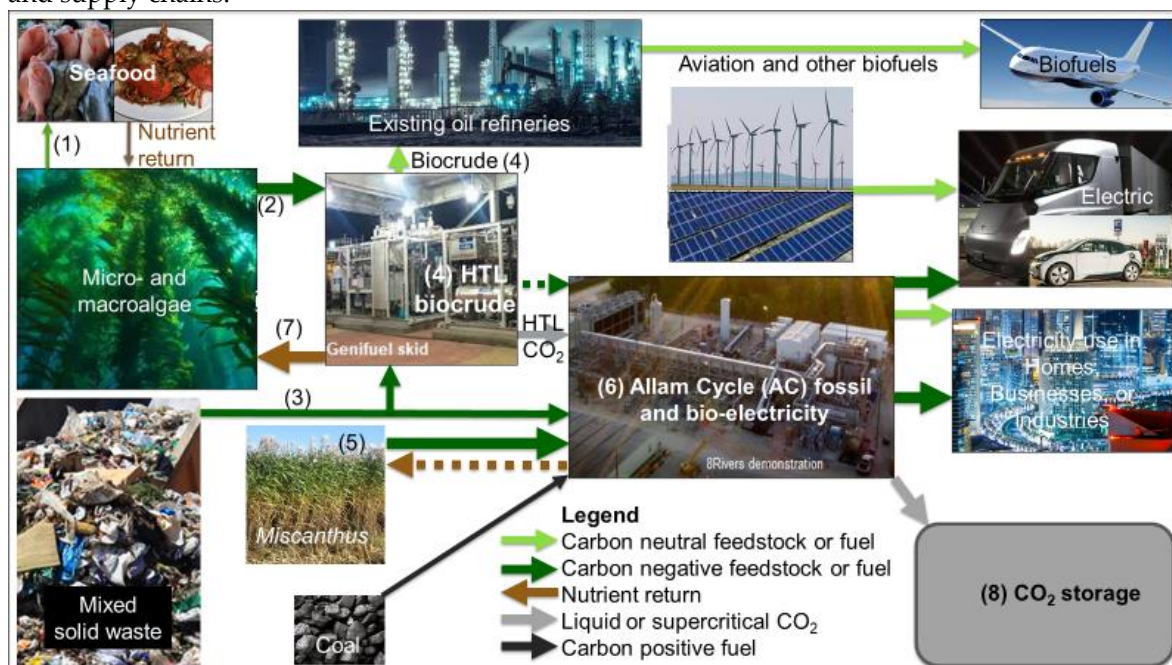 and supply chains.
Seafood
(1)
Nutrient
return
Existing oil refineries
Aviation and other biofuels
Biofuels
Biocrude (4)
(2)
Micro- and
macroalgae
(4) HTL
biocrude
Genifuel skid
(7)
HTL
CO₂
Electric
(3)
(5)
Miscanthus
(6) Allam Cycle (AC) fossil
and bio-electricity
8Rivers demonstration
Electricity use in
Homes,
Businesses, or
Industries
Mixed
solid waste
Coal
Legend
Carbon neutral feedstock or fuel
Carbon negative feedstock or fuel
Nutrient return
Liquid or supercritical CO₂
Carbon positive fuel
(8) CO₂ storage